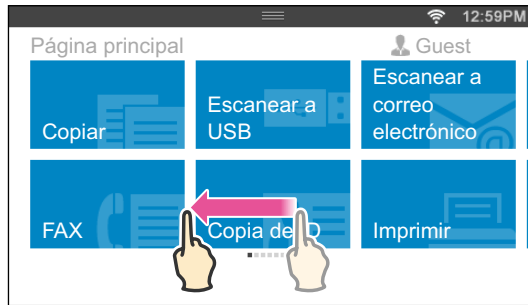 12:59PM
Página principal
Guest
Copiar
Escanear a
USB
Escanear a
correo
electrónico
FAX
Copia de
Imprimir